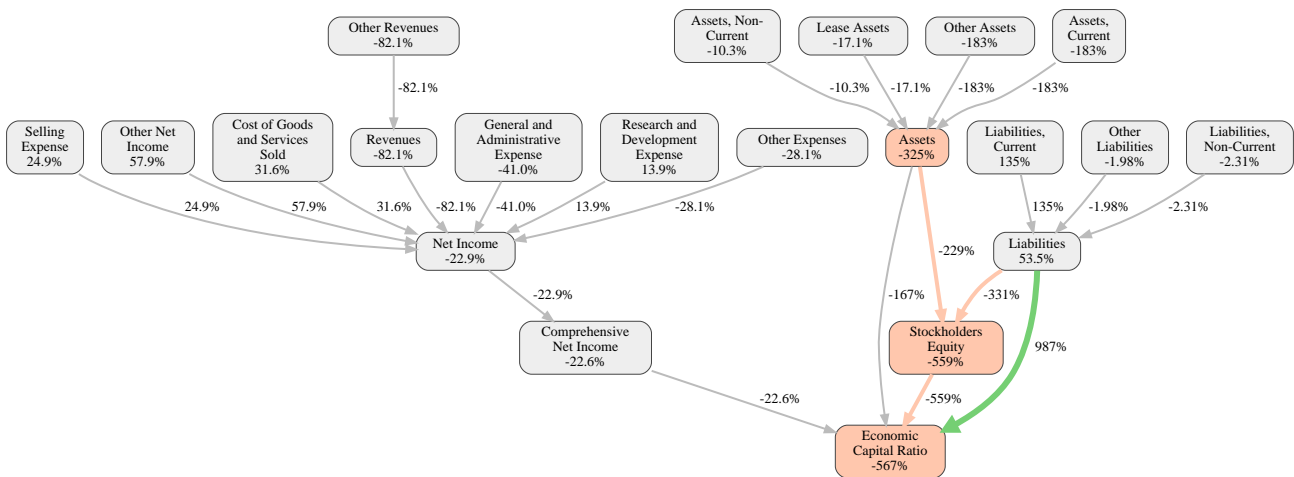 Other Revenues
-82.1%
Assets, Non-
Current
-10.3%
Lease Assets
-17.1%
Other Assets
-183%
Assets,
Current
-183%
-82.1%
-10.3%
-17.1%
-183%
-183%
Selling
Expense
24.9%
Other Net
Income
57.9%
Cost of Goods
and Services
Sold
31.6%
Revenues
-82.1%
General and
Administrative
Expense
-41.0%
Research and
Development
Expense
13.9%
Other Expenses
-28.1%
Assets
-325%
Liabilities,
Current
135%
Other
Liabilities
-1.98%
Liabilities,
Non-Current
-2.31%
24.9%
57.9%
31.6%
-82.1%
-41.0%
13.9%
-28.1%
135%
-1.98%
-2.31%
Net Income
-22.9%
Liabilities
53.5%
-22.9%
-167%
-229%
-331%
Comprehensive
Net Income
-22.6%
Stockholders
Equity
-559%
987%
-22.6%
-559%
Economic
Capital Ratio
-567%